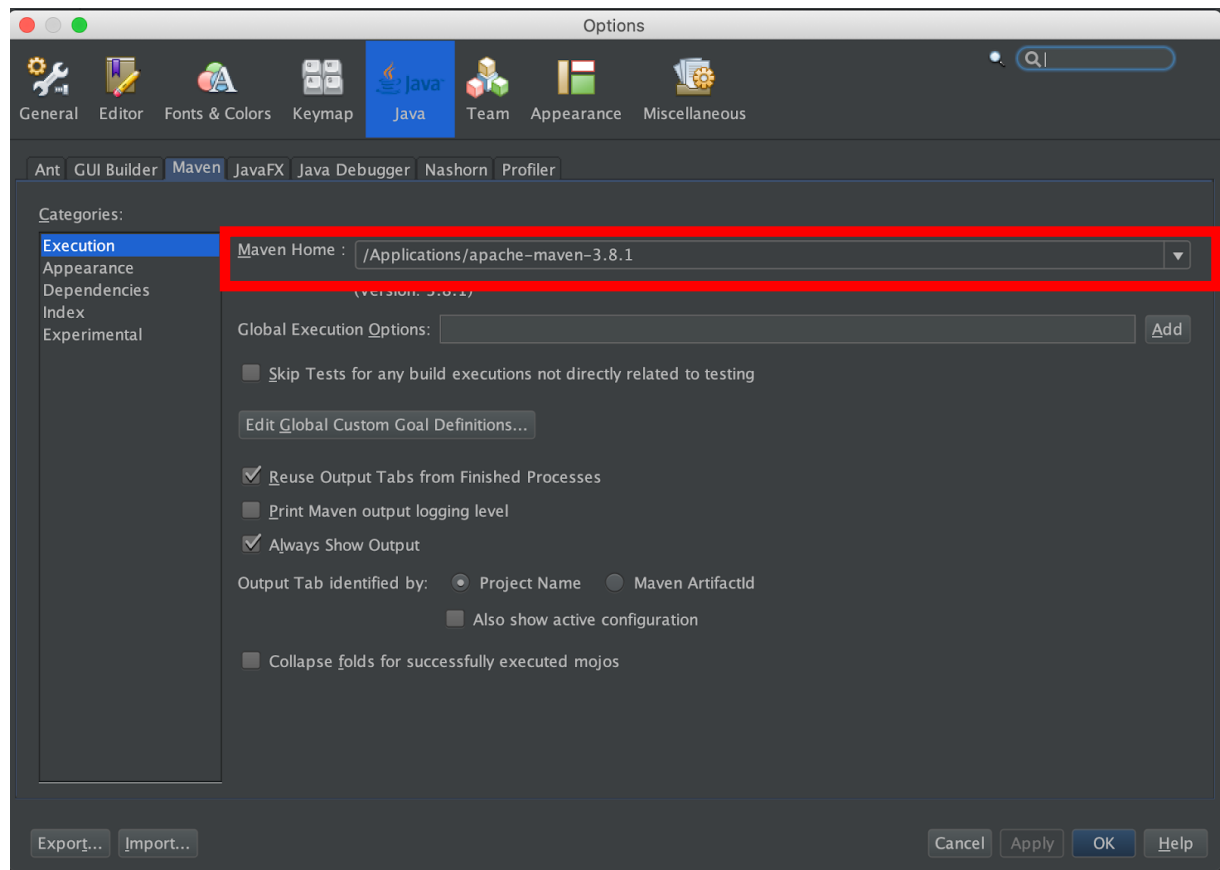 Options
General Editor Fonts & Colors Keymap Java Team Appearance Miscellaneous
Ant GUI Builder Maven JavaFX Java Debugger Nashorn Profiler
Categories:
Execution
Appearance
Dependencies
Index
Experimental
Maven Home : /Applications/apache-maven-3.8.1
(Version: 3.8.1)
Global Execution Options: Add
Skip Tests for any build executions not directly related to testing
Edit Global Custom Goal Definitions...
Reuse Output Tabs from Finished Processes
Print Maven output logging level
Always Show Output
Output Tab identified by: Project Name Maven ArtifactId
Also show active configuration
Collapse folds for successfully executed mojos
Export... Import... Cancel Apply OK Help